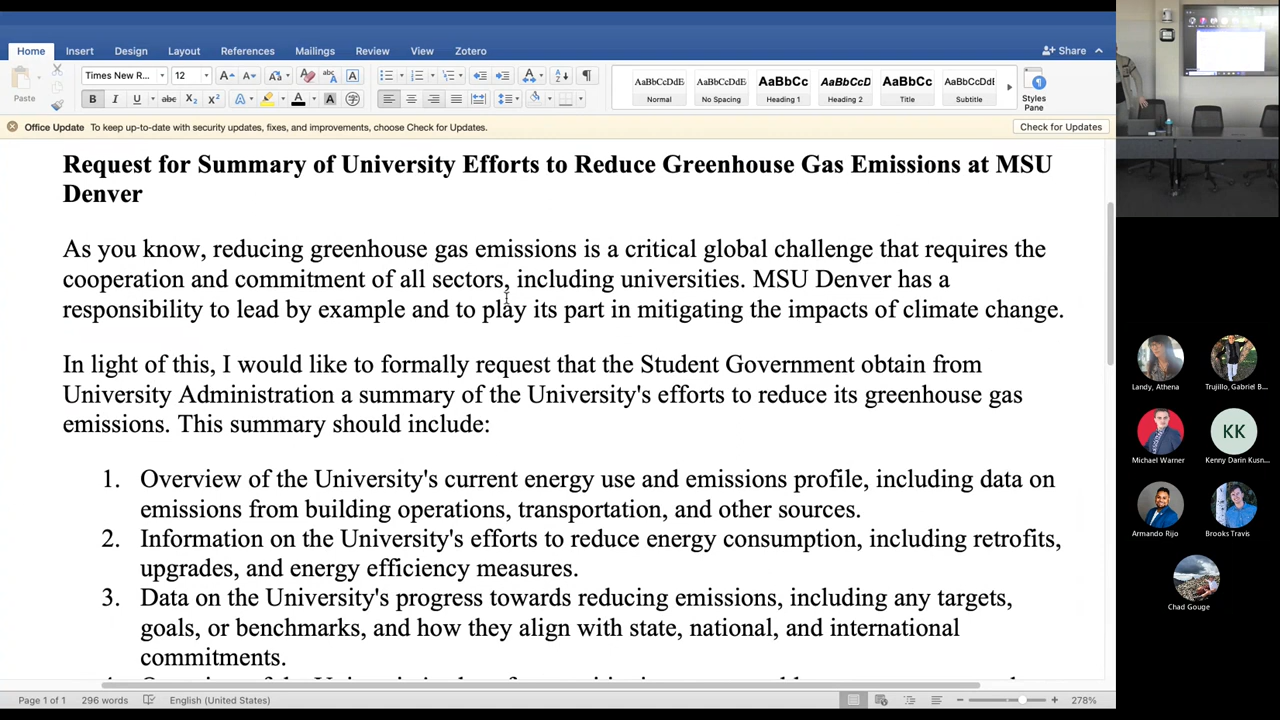 Home Insert Design Layout References Mailings Review View Zotero
Share
Times New R... 12
Paste
AaBbCcDdE AaBbCcDdE AaBbCc AaBbCcD AaBbCc AaBbCcDdE
Normal No Spacing Heading 1 Heading 2 Title Subtitle
Styles
Pane
Office Update To keep up-to-date with security updates, fixes, and improvements, choose Check for Updates.
Check for Updates
Request for Summary of University Efforts to Reduce Greenhouse Gas Emissions at MSU
Denver
As you know, reducing greenhouse gas emissions is a critical global challenge that requires the
cooperation and commitment of all sectors, including universities. MSU Denver has a
responsibility to lead by example and to play its part in mitigating the impacts of climate change.
In light of this, I would like to formally request that the Student Government obtain from
University Administration a summary of the University's efforts to reduce its greenhouse gas
emissions. This summary should include:
1. Overview of the University's current energy use and emissions profile, including data on
emissions from building operations, transportation, and other sources.
2. Information on the University's efforts to reduce energy consumption, including retrofits,
upgrades, and energy efficiency measures.
3. Data on the University's progress towards reducing emissions, including any targets,
goals, or benchmarks, and how they align with state, national, and international
commitments.
Page 1 of 1 296 words English (United States) 278%
Landy, Athena
Trujillo, Gabriel B...
Michael Warner
KK
Kenny Darin Kusn...
Armando Rijo
Brooks Travis
Chad Gouge